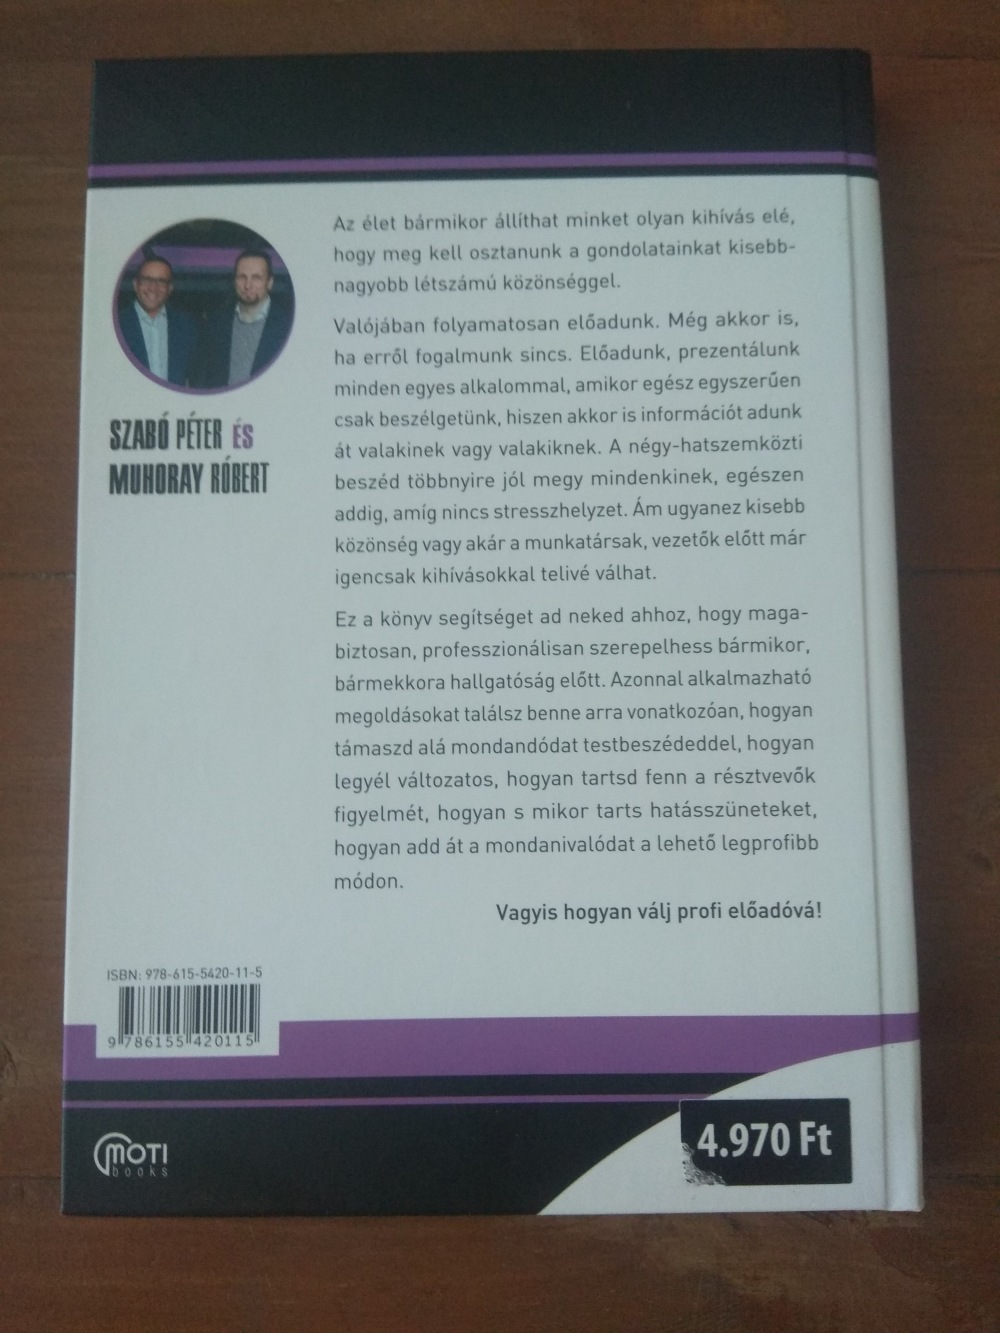 Az élet bármikor állíthat minket olyan kihívás elé,
hogy meg kell osztanunk a gondolatainkat kisebb-
nagyobb létszámú közönséggel.
Valójában folyamatosan előadunk. Még akkor is,
ha erről fogalmunk sincs. Előadunk, prezentálunk
minden egyes alkalommal, amikor egész egyszerűen
csak beszélgetünk, hiszen akkor is információt adunk
át valakinek vagy valakiknek. A négy-hatszemközti
beszéd többnyire jól megy mindenkinek, egészen
addig, amíg nincs stresszhelyzet. Ám ugyanez kisebb
közönség vagy akár a munkatársak, vezetők előtt már
igencsak kihívásokkal telivé válhat.
Ez a könyv segítséget ad neked ahhoz, hogy maga-
biztosan, professzionálisan szerepelhess bármikor,
bármekkora hallgatóság előtt. Azonnal alkalmazható
megoldásokat találsz benne arra vonatkozóan, hogyan
támaszd alá mondandódat testbeszédeddel, hogyan
legyél változatos, hogyan tartsd fenn a résztvevők
figyelmét, hogyan s mikor tarts hatásszüneteket,
hogyan add át a mondanivalódat a lehető legprofibb
módon.
Vagyis hogyan válj profi előadóvá!
SZABÓ PÉTER ÉS
MUHORAY RÓBERT
ISBN: 978-615-5420-11-5
9 786155 420115
MOTI
books
4.970 Ft